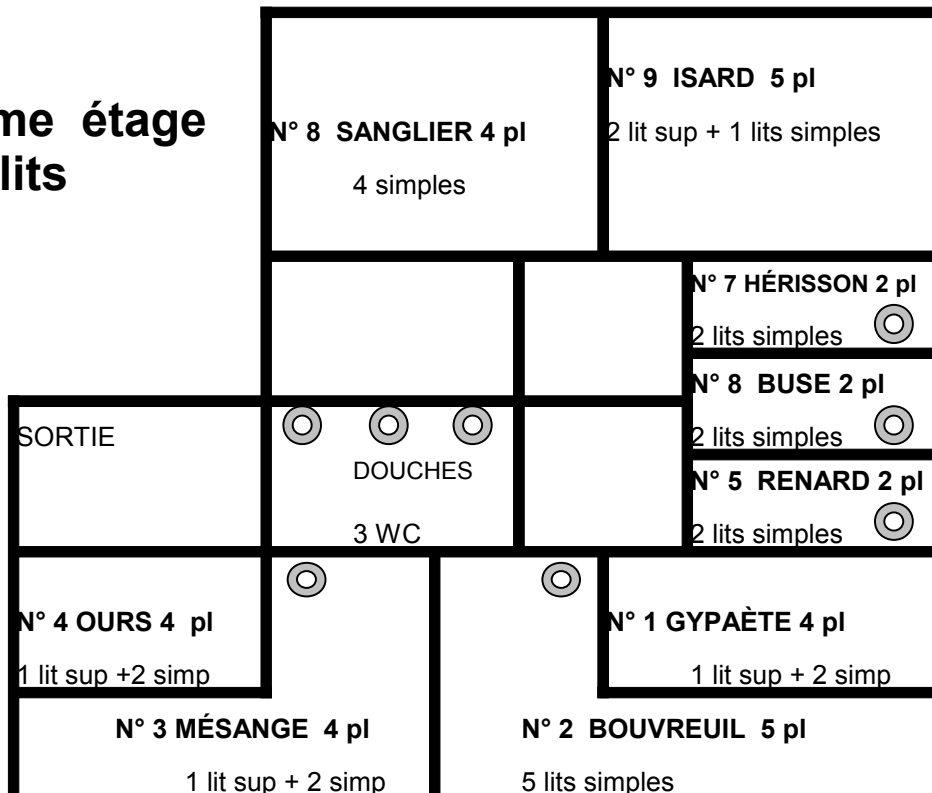 me étage
lits
N° 8 SANGLIER 4 pl
4 simples
N° 9 ISARD 5 pl
2 lit sup + 1 lits simples
N° 7 HÉRISSON 2 pl
2 lits simples
N° 8 BUSE 2 pl
2 lits simples
N° 5 RENARD 2 pl
2 lits simples
SORTIE
DOUCHES
3 WC
N° 4 OURS 4 pl
1 lit sup +2 simp
N° 1 GYPAÈTE 4 pl
1 lit sup + 2 simp
N° 3 MÉSANGE 4 pl
1 lit sup + 2 simp
N° 2 BOUVREUIL 5 pl
5 lits simples